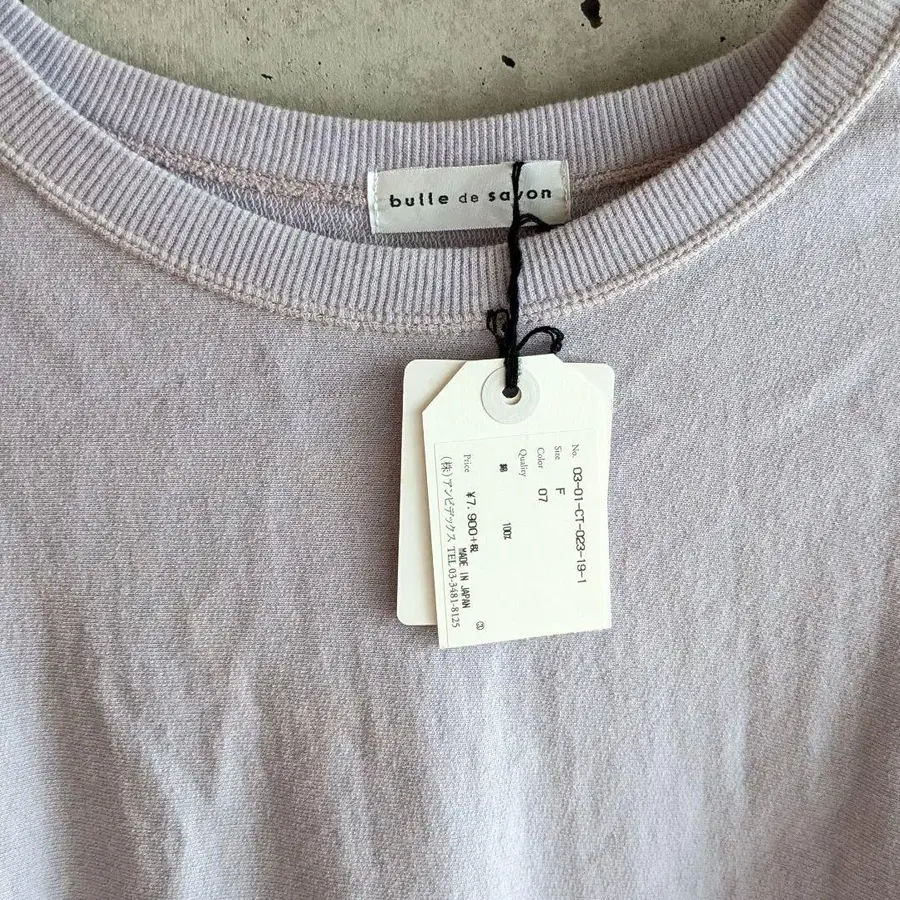 bulle de savon
No. 03-01-CT-023-19-1
Size F
Color 07
Quality
綿 100%
Price ¥7,900+税
MADE IN JAPAN
(株)アンビデックス TEL 03-3481-8125
③